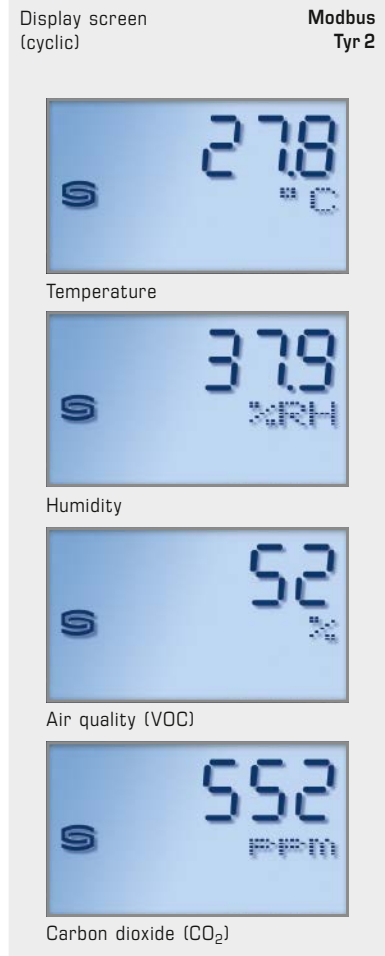 Display screen
(cyclic)
Modbus
Tyr 2
27.8
°C
Temperature
37.9
%RH
Humidity
52
%
Air quality (VOC)
552
ppm
Carbon dioxide (CO₂)